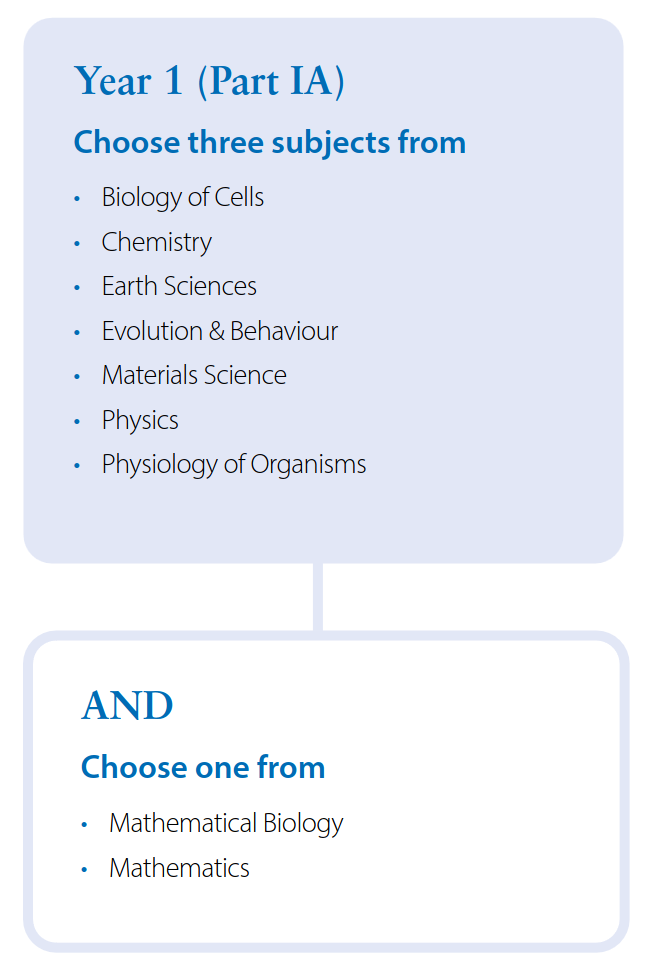 Year 1 (Part IA)
Choose three subjects from
• Biology of Cells
• Chemistry
• Earth Sciences
• Evolution & Behaviour
• Materials Science
• Physics
• Physiology of Organisms
AND
Choose one from
• Mathematical Biology
• Mathematics